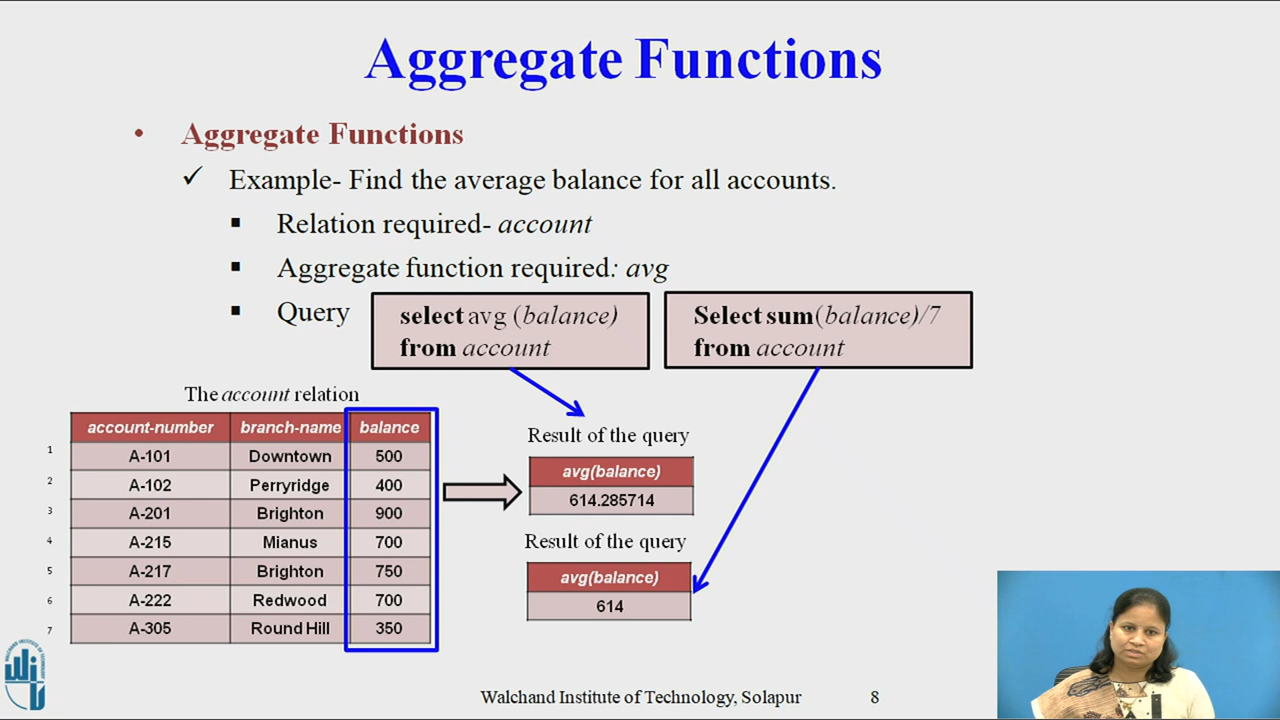 Aggregate Functions
• Aggregate Functions
✓ Example- Find the average balance for all accounts.
▪ Relation required- account
▪ Aggregate function required: avg
▪ Query
select avg (balance)
from account
Select sum(balance)/7
from account
The account relation
account-number branch-name balance
1 A-101 Downtown 500
2 A-102 Perryridge 400
3 A-201 Brighton 900
4 A-215 Mianus 700
5 A-217 Brighton 750
6 A-222 Redwood 700
7 A-305 Round Hill 350
Result of the query
avg(balance)
614.285714
Result of the query
avg(balance)
614
Walchand Institute of Technology, Solapur 8